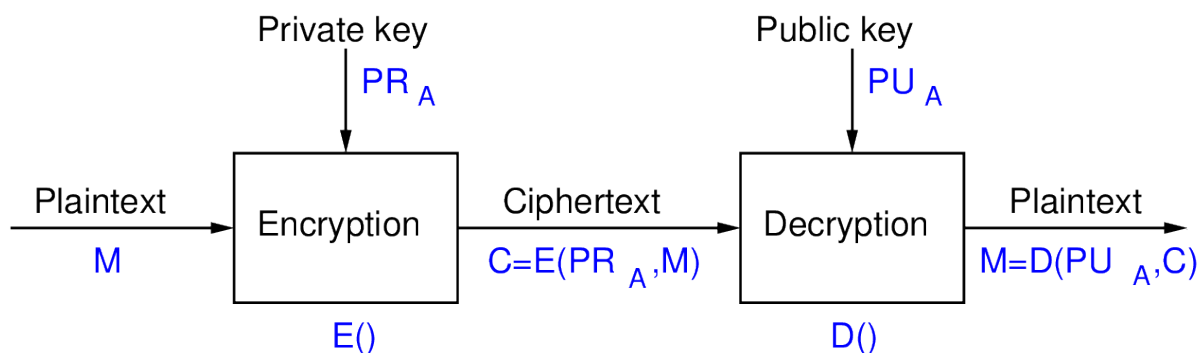 Private key
Public key
PR A
PU A
Plaintext
Ciphertext
Plaintext
Encryption
Decryption
M
C=E(PR A,M)
M=D(PU A,C)
E()
D()